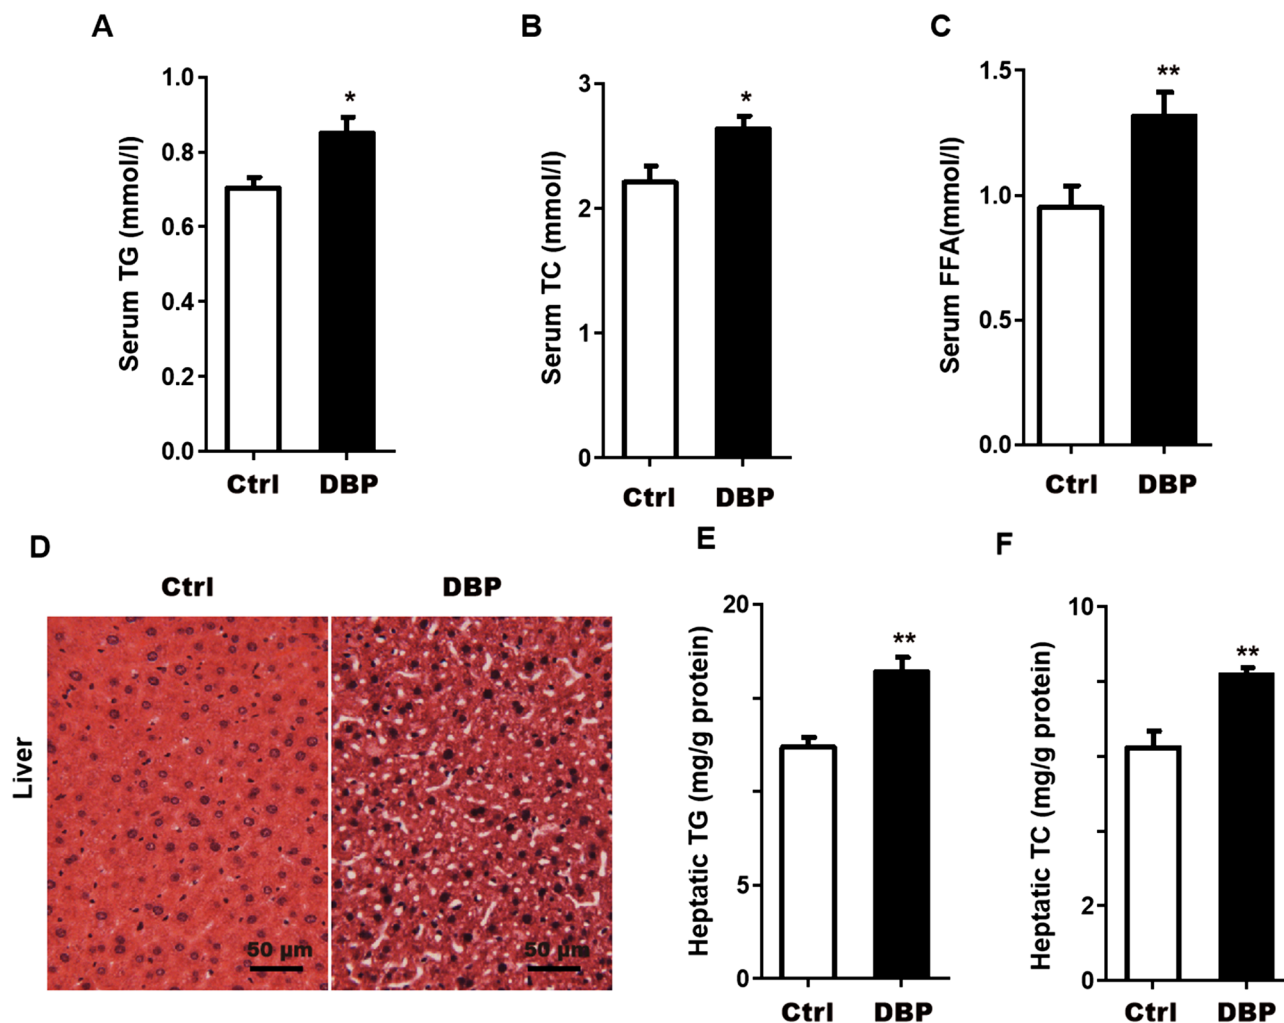 A
B
C
1.0
0.8
0.6
0.4
0.2
0.0
Serum TG (mmol/l)
*
Ctrl DBP
3
2
1
0
Serum TC (mmol/l)
*
Ctrl DBP
1.5
1.0
0.5
0.0
Serum FFA(mmol/l)
**
Ctrl DBP
D
Ctrl DBP
Liver
50 μm
50 μm
E
20
5
0
Heptatic TG (mg/g protein)
**
Ctrl DBP
F
10
2
0
Heptatic TC (mg/g protein)
**
Ctrl DBP